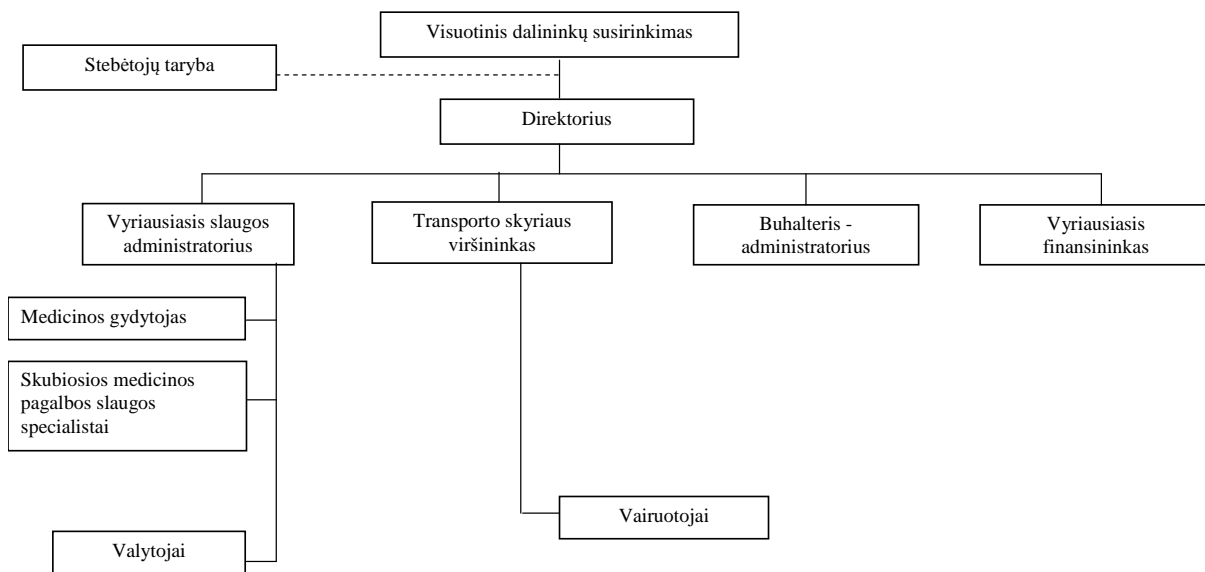 Visuotinis dalininkų susirinkimas
Stebėtojų taryba
Direktorius
Vyriausiasis slaugos
administratorius
Transporto skyriaus
viršininkas
Buhalteris -
administratorius
Vyriausiasis
finansininkas
Medicinos gydytojas
Skubiosios medicinos
pagalbos slaugos
specialistai
Vairuotojai
Valytojai